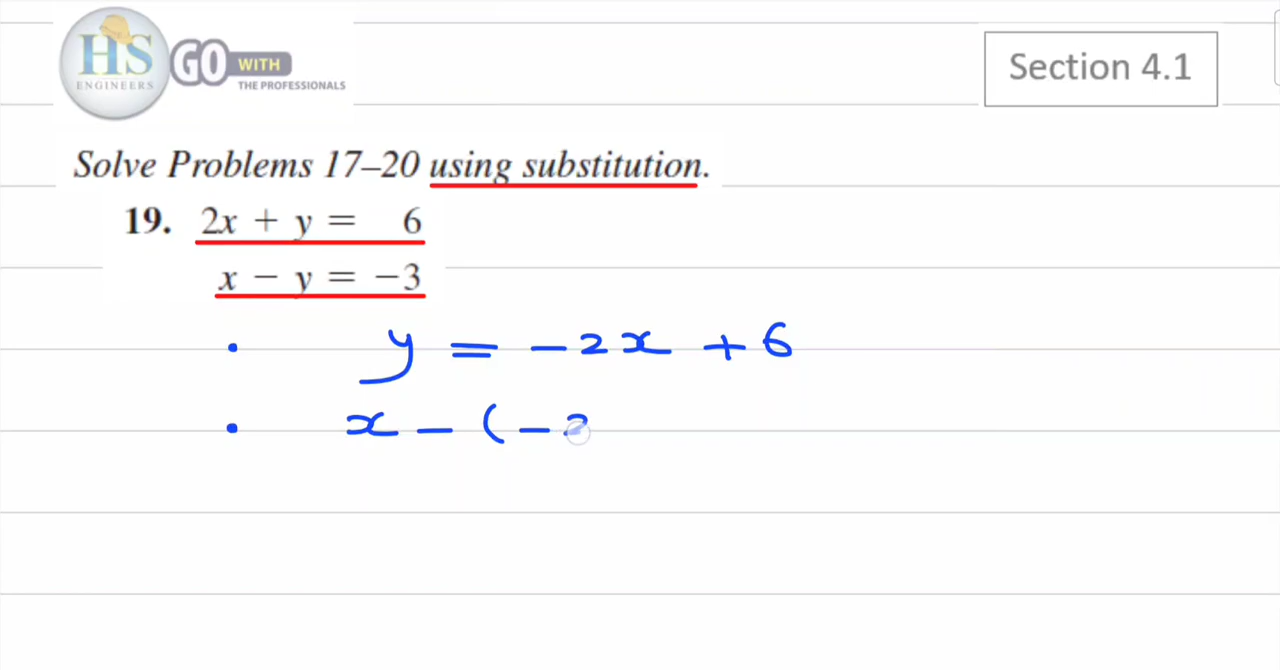 HS
ENGINEERS
GO WITH
THE PROFESSIONALS
Section 4.1
Solve Problems 17–20 using substitution.
19. 2x + y = 6
x − y = −3
• y = −2x + 6
• x − (−2